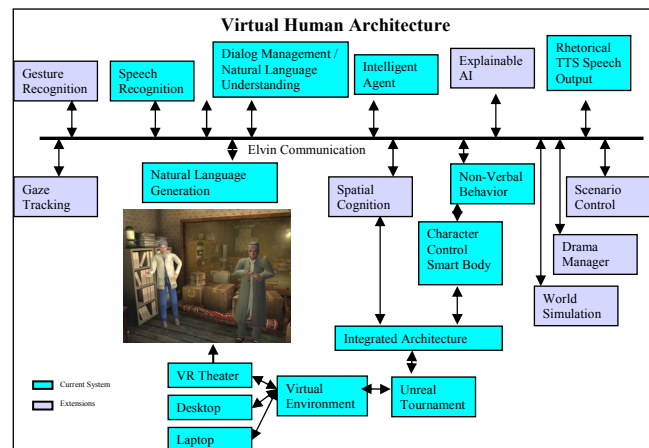 Virtual Human Architecture
Gesture
Recognition
Speech
Recognition
Dialog Management /
Natural Language
Understanding
Intelligent
Agent
Explainable
AI
Rhetorical
TTS Speech
Output
Elvin Communication
Gaze
Tracking
Natural Language
Generation
Spatial
Cognition
Non-Verbal
Behavior
Scenario
Control
Character
Control
Smart Body
Drama
Manager
World
Simulation
Integrated Architecture
VR Theater
Desktop
Laptop
Virtual
Environment
Unreal
Tournament
Current System
Extensions